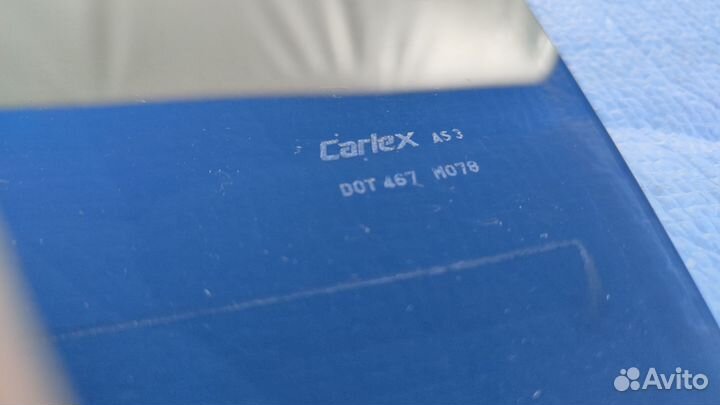 Carlex AS3
DOT 467 M078
Avito